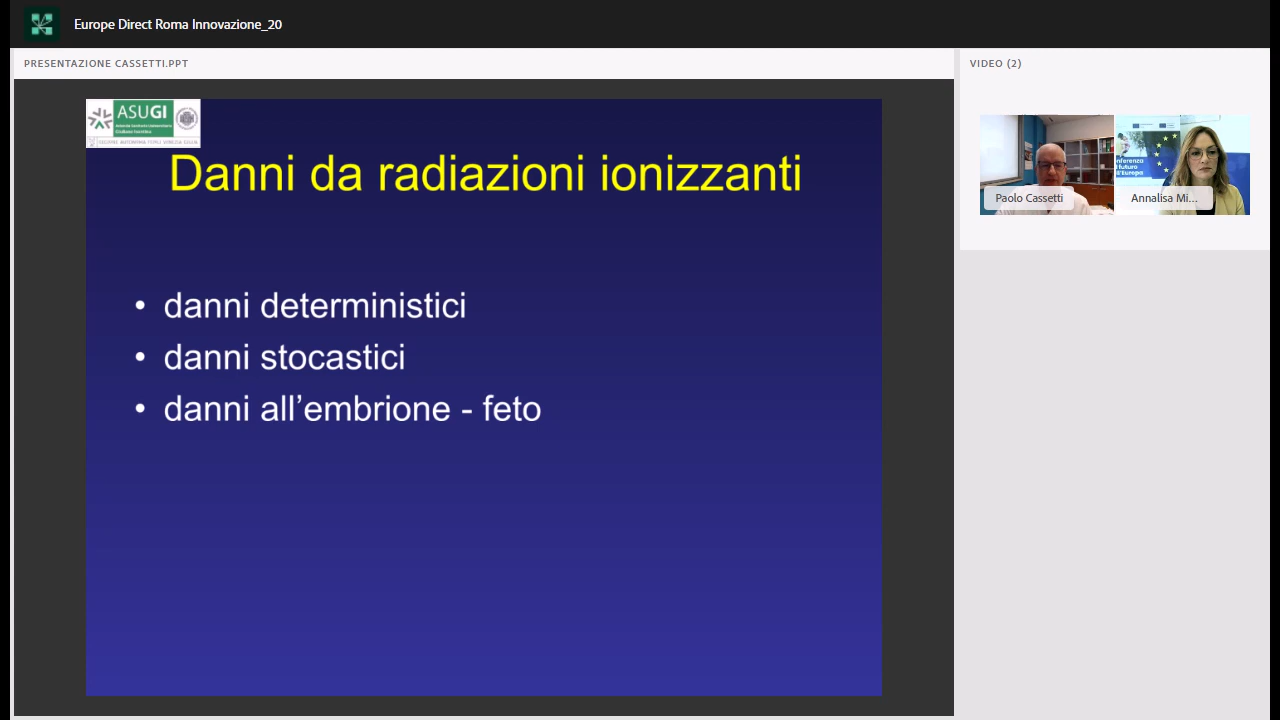 Europe Direct Roma Innovazione_20
PRESENTAZIONE CASSETTI.PPT
VIDEO (2)
ASUGI
Danni da radiazioni ionizzanti
• danni deterministici
• danni stocastici
• danni all’embrione - feto
Paolo Cassetti
Annalisa Mi...